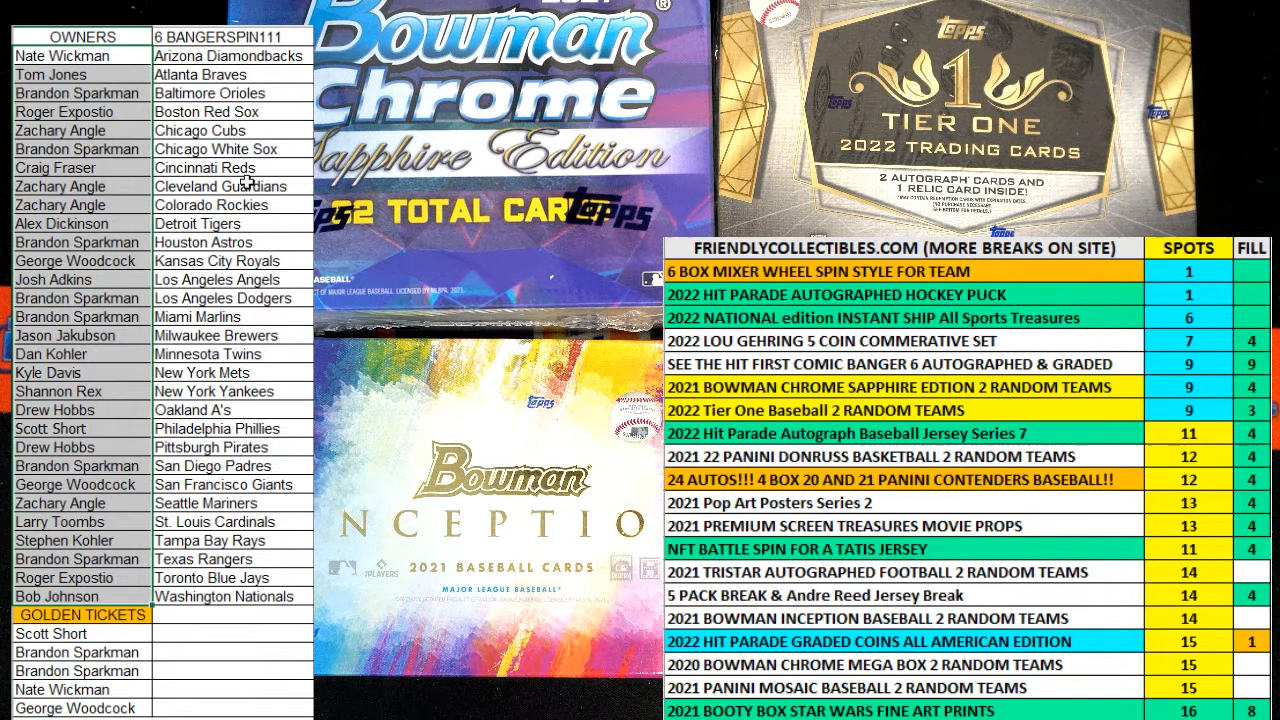 OWNERS 6 BANGERSPIN111
Nate Wickman Arizona Diamondbacks
Tom Jones Atlanta Braves
Brandon Sparkman Baltimore Orioles
Roger Expostio Boston Red Sox
Zachary Angle Chicago Cubs
Brandon Sparkman Chicago White Sox
Craig Fraser Cincinnati Reds
Zachary Angle Cleveland Guardians
Zachary Angle Colorado Rockies
Alex Dickinson Detroit Tigers
Brandon Sparkman Houston Astros
George Woodcock Kansas City Royals
Josh Adkins Los Angeles Angels
Brandon Sparkman Los Angeles Dodgers
Brandon Sparkman Miami Marlins
Jason Jakubson Milwaukee Brewers
Dan Kohler Minnesota Twins
Kyle Davis New York Mets
Shannon Rex New York Yankees
Drew Hobbs Oakland A's
Scott Short Philadelphia Phillies
Drew Hobbs Pittsburgh Pirates
Brandon Sparkman San Diego Padres
George Woodcock San Francisco Giants
Zachary Angle Seattle Mariners
Larry Toombs St. Louis Cardinals
Stephen Kohler Tampa Bay Rays
Brandon Sparkman Texas Rangers
Roger Expostio Toronto Blue Jays
Bob Johnson Washington Nationals
GOLDEN TICKETS
Scott Short
Brandon Sparkman
Brandon Sparkman
Nate Wickman
George Woodcock
Bowman®
Chrome
Sapphire Edition
2 TOTAL CAR
Topps
BASEBALL®
Topps
1
TIER ONE
2022 TRADING CARDS
2 AUTOGRAPH CARDS AND
1 RELIC CARD INSIDE!
Topps
Topps
Topps
Topps
Bowman
NCEPTIO
2021 BASEBALL CARDS
MAJOR LEAGUE BASEBALL®
FRIENDLYCOLLECTIBLES.COM (MORE BREAKS ON SITE) SPOTS FILL
6 BOX MIXER WHEEL SPIN STYLE FOR TEAM 1
2022 HIT PARADE AUTOGRAPHED HOCKEY PUCK 1
2022 NATIONAL edition INSTANT SHIP All Sports Treasures 6
2022 LOU GEHRING 5 COIN COMMERATIVE SET 7 4
SEE THE HIT FIRST COMIC BANGER 6 AUTOGRAPHED & GRADED 9 9
2021 BOWMAN CHROME SAPPHIRE EDTION 2 RANDOM TEAMS 9 4
2022 Tier One Baseball 2 RANDOM TEAMS 9 3
2022 Hit Parade Autograph Baseball Jersey Series 7 11 4
2021 22 PANINI DONRUSS BASKETBALL 2 RANDOM TEAMS 12 4
24 AUTOS!!! 4 BOX 20 AND 21 PANINI CONTENDERS BASEBALL!! 12 4
2021 Pop Art Posters Series 2 13 4
2021 PREMIUM SCREEN TREASURES MOVIE PROPS 13 4
NFT BATTLE SPIN FOR A TATIS JERSEY 11 4
2021 TRISTAR AUTOGRAPHED FOOTBALL 2 RANDOM TEAMS 14
5 PACK BREAK & Andre Reed Jersey Break 14 4
2021 BOWMAN INCEPTION BASEBALL 2 RANDOM TEAMS 14
2022 HIT PARADE GRADED COINS ALL AMERICAN EDITION 15 1
2020 BOWMAN CHROME MEGA BOX 2 RANDOM TEAMS 15
2021 PANINI MOSAIC BASEBALL 2 RANDOM TEAMS 15
2021 BOOTY BOX STAR WARS FINE ART PRINTS 16 8